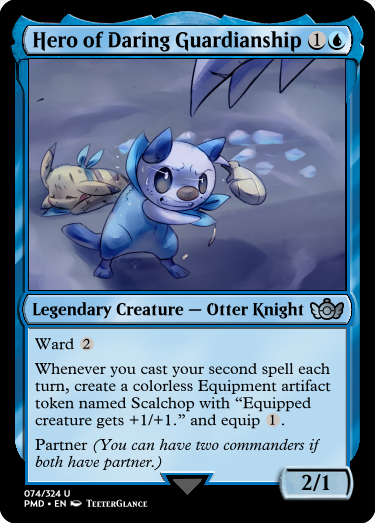 Hero of Daring Guardianship 1
Legendary Creature — Otter Knight
Ward 2
Whenever you cast your second spell each
turn, create a colorless Equipment artifact
token named Scalchop with “Equipped
creature gets +1/+1.” and equip 1.
Partner (You can have two commanders if
both have partner.)
2/1
074/324 U
PMD • EN TeeterGlance